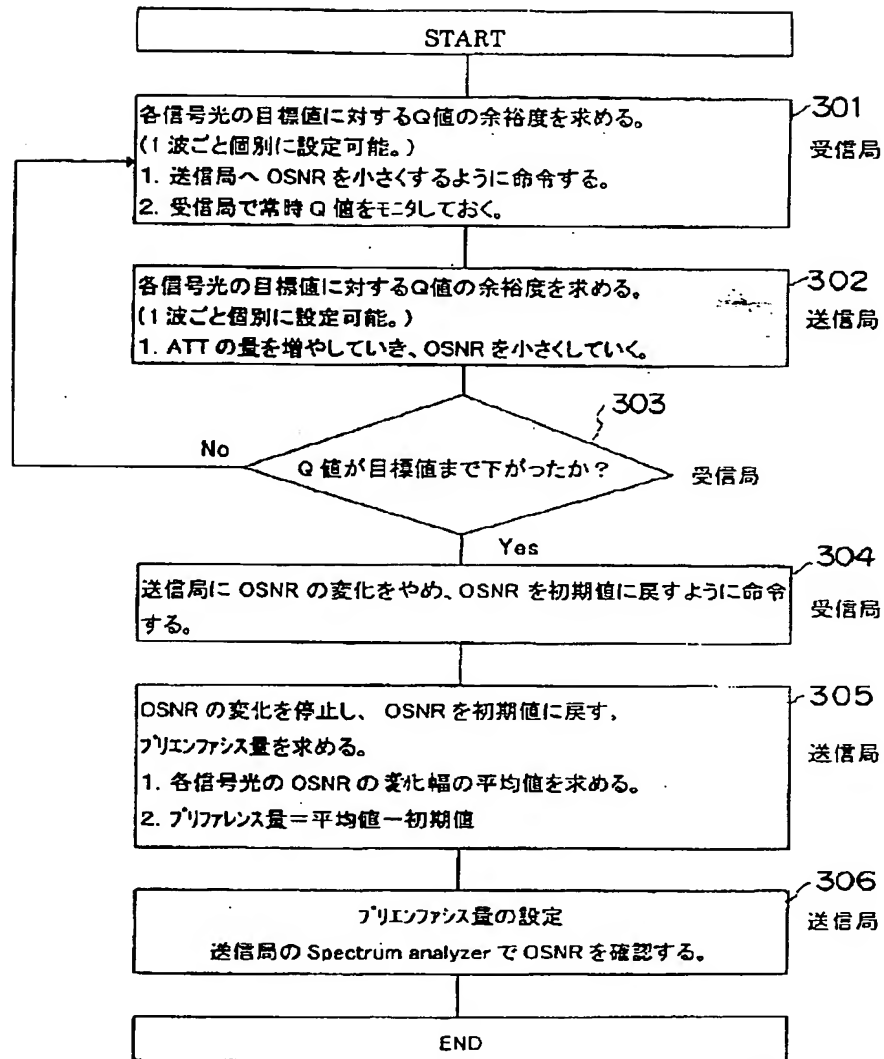 START
各信号光の目標値に対するQ値の余裕度を求める。
(1波ごと個別に設定可能。)
1. 送信局へ OSNR を小さくするように命令する。
2. 受信局で常時 Q 値をモニタしておく。
301
受信局
各信号光の目標値に対するQ値の余裕度を求める。
(1波ごと個別に設定可能。)
1. ATT の量を増やしていき、OSNR を小さくしていく。
302
送信局
303
No
Q 値が目標値まで下がったか?
受信局
Yes
送信局に OSNR の変化をやめ、OSNR を初期値に戻すように命令
する。
304
受信局
OSNR の変化を停止し、 OSNR を初期値に戻す,
プリエンファシス量を求める。
1. 各信号光の OSNR の変化幅の平均値を求める。
2. プリファレンス量=平均値ー初期値
305
送信局
プリエンファシス量の設定
送信局の Spectrum analyzer で OSNR を確認する。
306
送信局
END